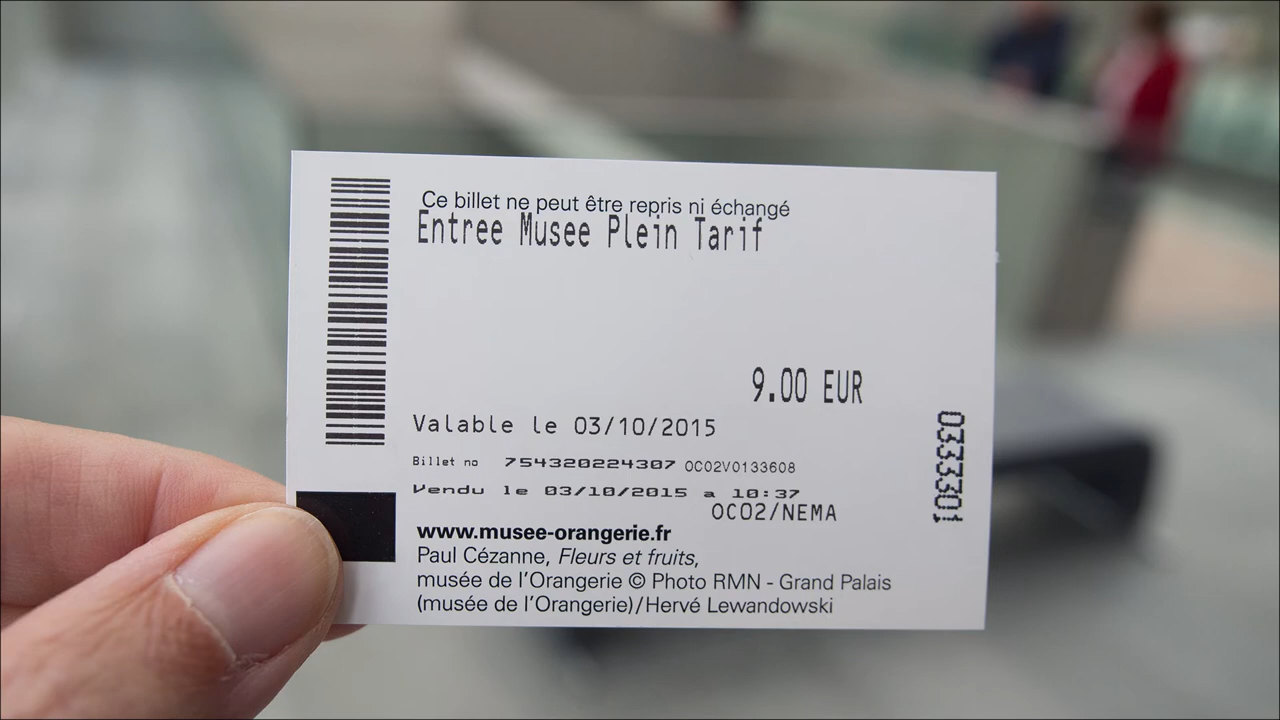 Ce billet ne peut être repris ni échangé
Entree Musee Plein Tarif
9.00 EUR
Valable le 03/10/2015
Billet no 754320224307 OC02V0133608
Vendu le 03/10/2015 a 10:37
OC02/NEMA
www.musee-orangerie.fr
Paul Cézanne, Fleurs et fruits,
musée de l'Orangerie © Photo RMN - Grand Palais
(musée de l'Orangerie)/Hervé Lewandowski
0333301